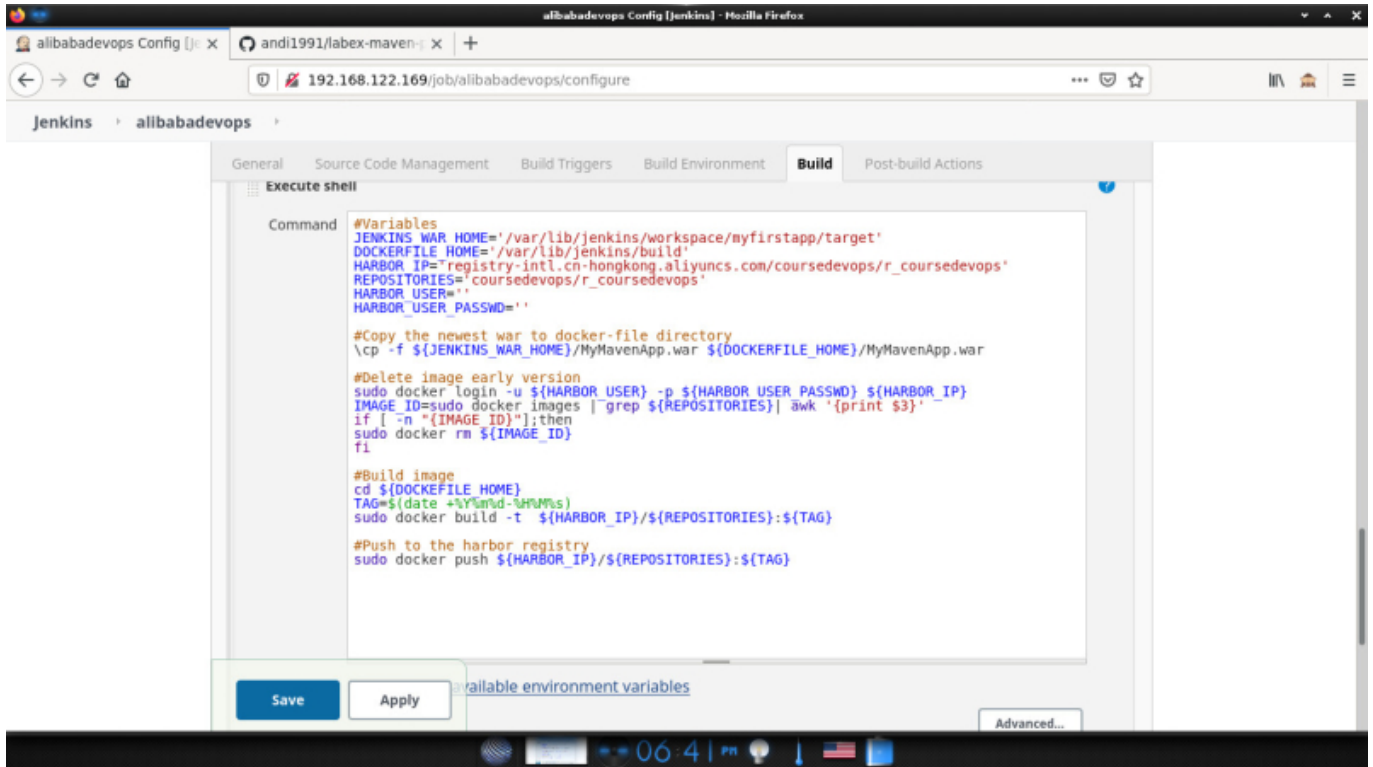 alibabadevops Config [Jenkins] - Mozilla Firefox
alibabadevops Config [Je
andi1991/labex-maven-p
192.168.122.169/job/alibabadevops/configure
Jenkins
alibabadevops
General
Source Code Management
Build Triggers
Build Environment
Build
Post-build Actions
Execute shell
Command
#Variables
JENKINS_WAR_HOME='/var/lib/jenkins/workspace/myfirstapp/target'
DOCKERFILE_HOME='/var/lib/jenkins/build'
HARBOR_IP='registry-intl.cn-hongkong.aliyuncs.com/coursedevops/r_coursedevops'
REPOSITORIES='coursedevops/r_coursedevops'
HARBOR_USER=''
HARBOR_USER_PASSWD=''
#Copy the newest war to docker-file directory
\cp -f ${JENKINS_WAR_HOME}/MyMavenApp.war ${DOCKERFILE_HOME}/MyMavenApp.war
#Delete image early version
sudo docker login -u ${HARBOR_USER} -p ${HARBOR_USER_PASSWD} ${HARBOR_IP}
IMAGE_ID=sudo docker images | grep ${REPOSITORIES}| awk '{print $3}'
if [ -n "{IMAGE_ID}"];then
sudo docker rm ${IMAGE_ID}
fi
#Build image
cd ${DOCKEFILE_HOME}
TAG=$(date +%Y%m%d-%H%M%s)
sudo docker build -t  ${HARBOR_IP}/${REPOSITORIES}:${TAG}
#Push to the harbor registry
sudo docker push ${HARBOR_IP}/${REPOSITORIES}:${TAG}
available environment variables
Save
Apply
Advanced...
06:41 PM